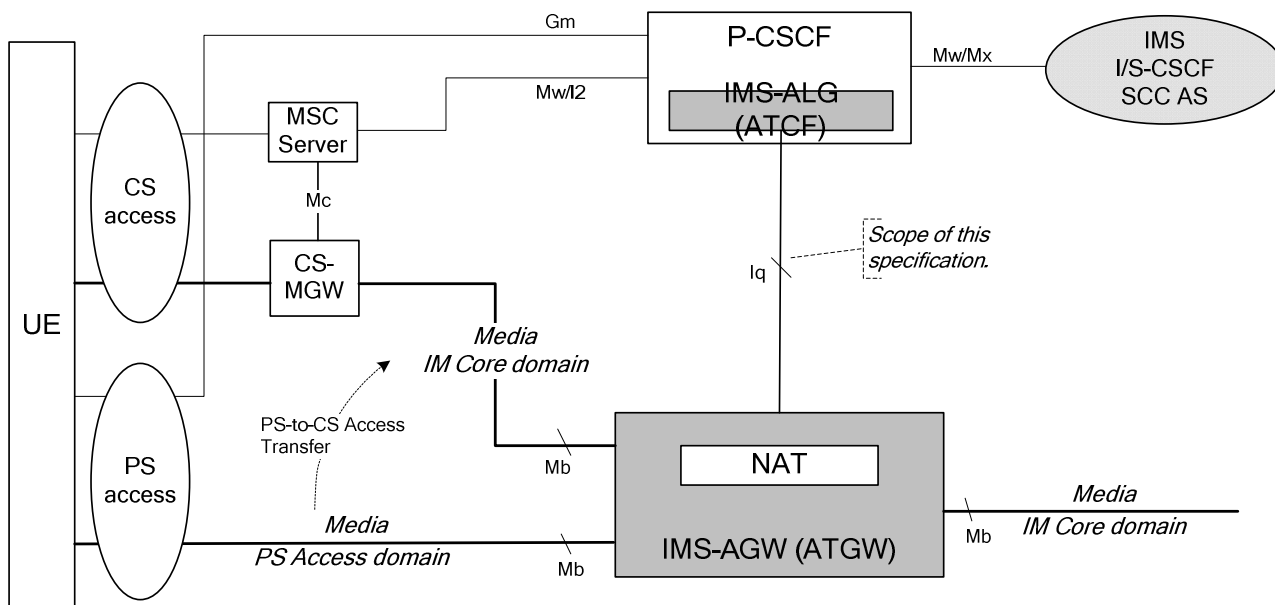 Gm
P-CSCF
IMS-ALG
(ATCF)
Mw/Mx
IMS
I/S-CSCF
SCC AS
Mw/I2
MSC
Server
CS
access
Mc
CS-
MGW
Scope of this
specification.
Iq
UE
Media
IM Core domain
PS-to-CS Access
Transfer
PS
access
Mb
NAT
Media
PS Access domain
Mb
IMS-AGW (ATGW)
Media
IM Core domain
Mb